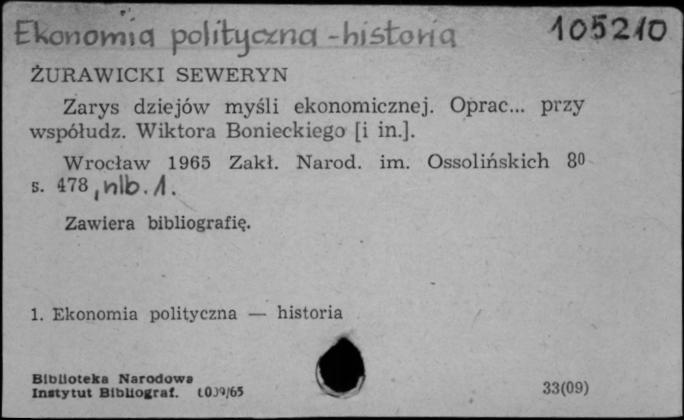 Ekonomia polityczna - historia 105210
ŻURAWICKI SEWERYN
Zarys dziejów myśli ekonomicznej. Oprac... przy
współudz. Wiktora Bonieckiego [i in.].
Wrocław 1965 Zakł. Narod. im. Ossolińskich 8⁰
s. 478, nlb. 1.
Zawiera bibliografię.
1. Ekonomia polityczna — historia
Biblioteka Narodowa
Instytut Bibliograf. 33(09)